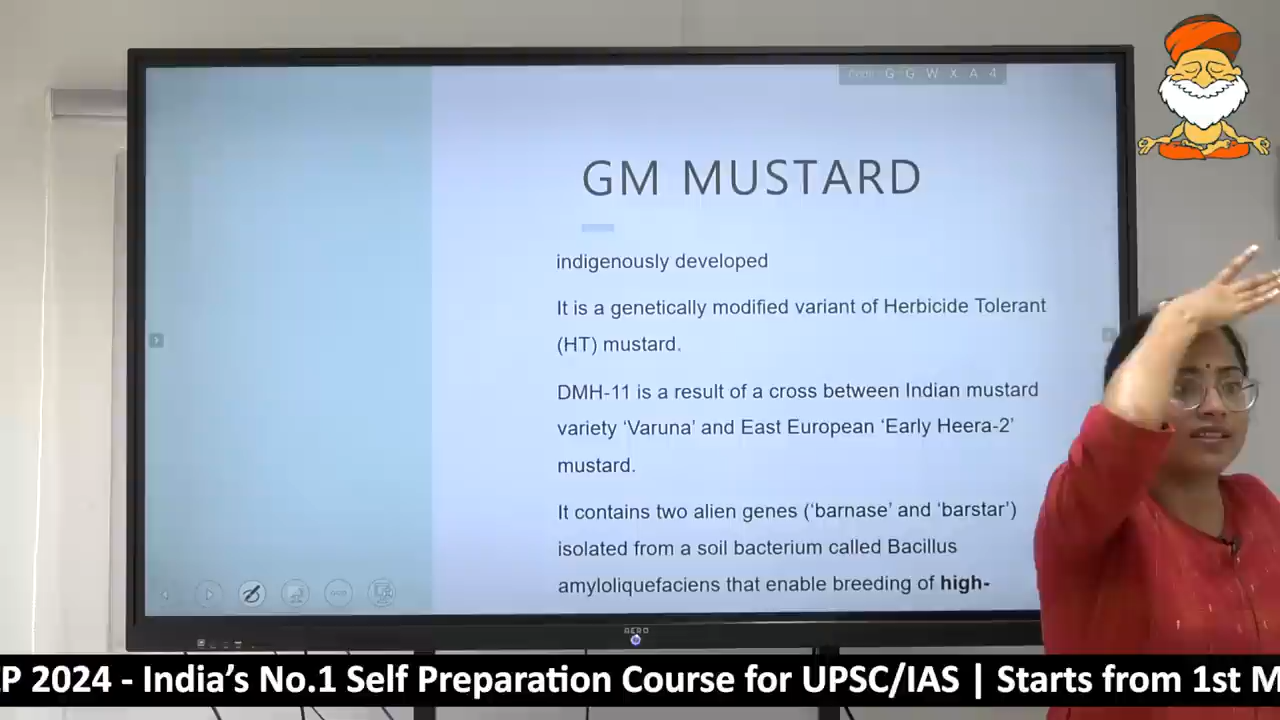 Code G G W X A 4
GM MUSTARD
indigenously developed
It is a genetically modified variant of Herbicide Tolerant
(HT) mustard.
DMH-11 is a result of a cross between Indian mustard
variety ‘Varuna’ and East European ‘Early Heera-2’
mustard.
It contains two alien genes (‘barnase’ and ‘barstar’)
isolated from a soil bacterium called Bacillus
amyloliquefaciens that enable breeding of high-
P 2024 - India’s No.1 Self Preparation Course for UPSC/IAS | Starts from 1st M